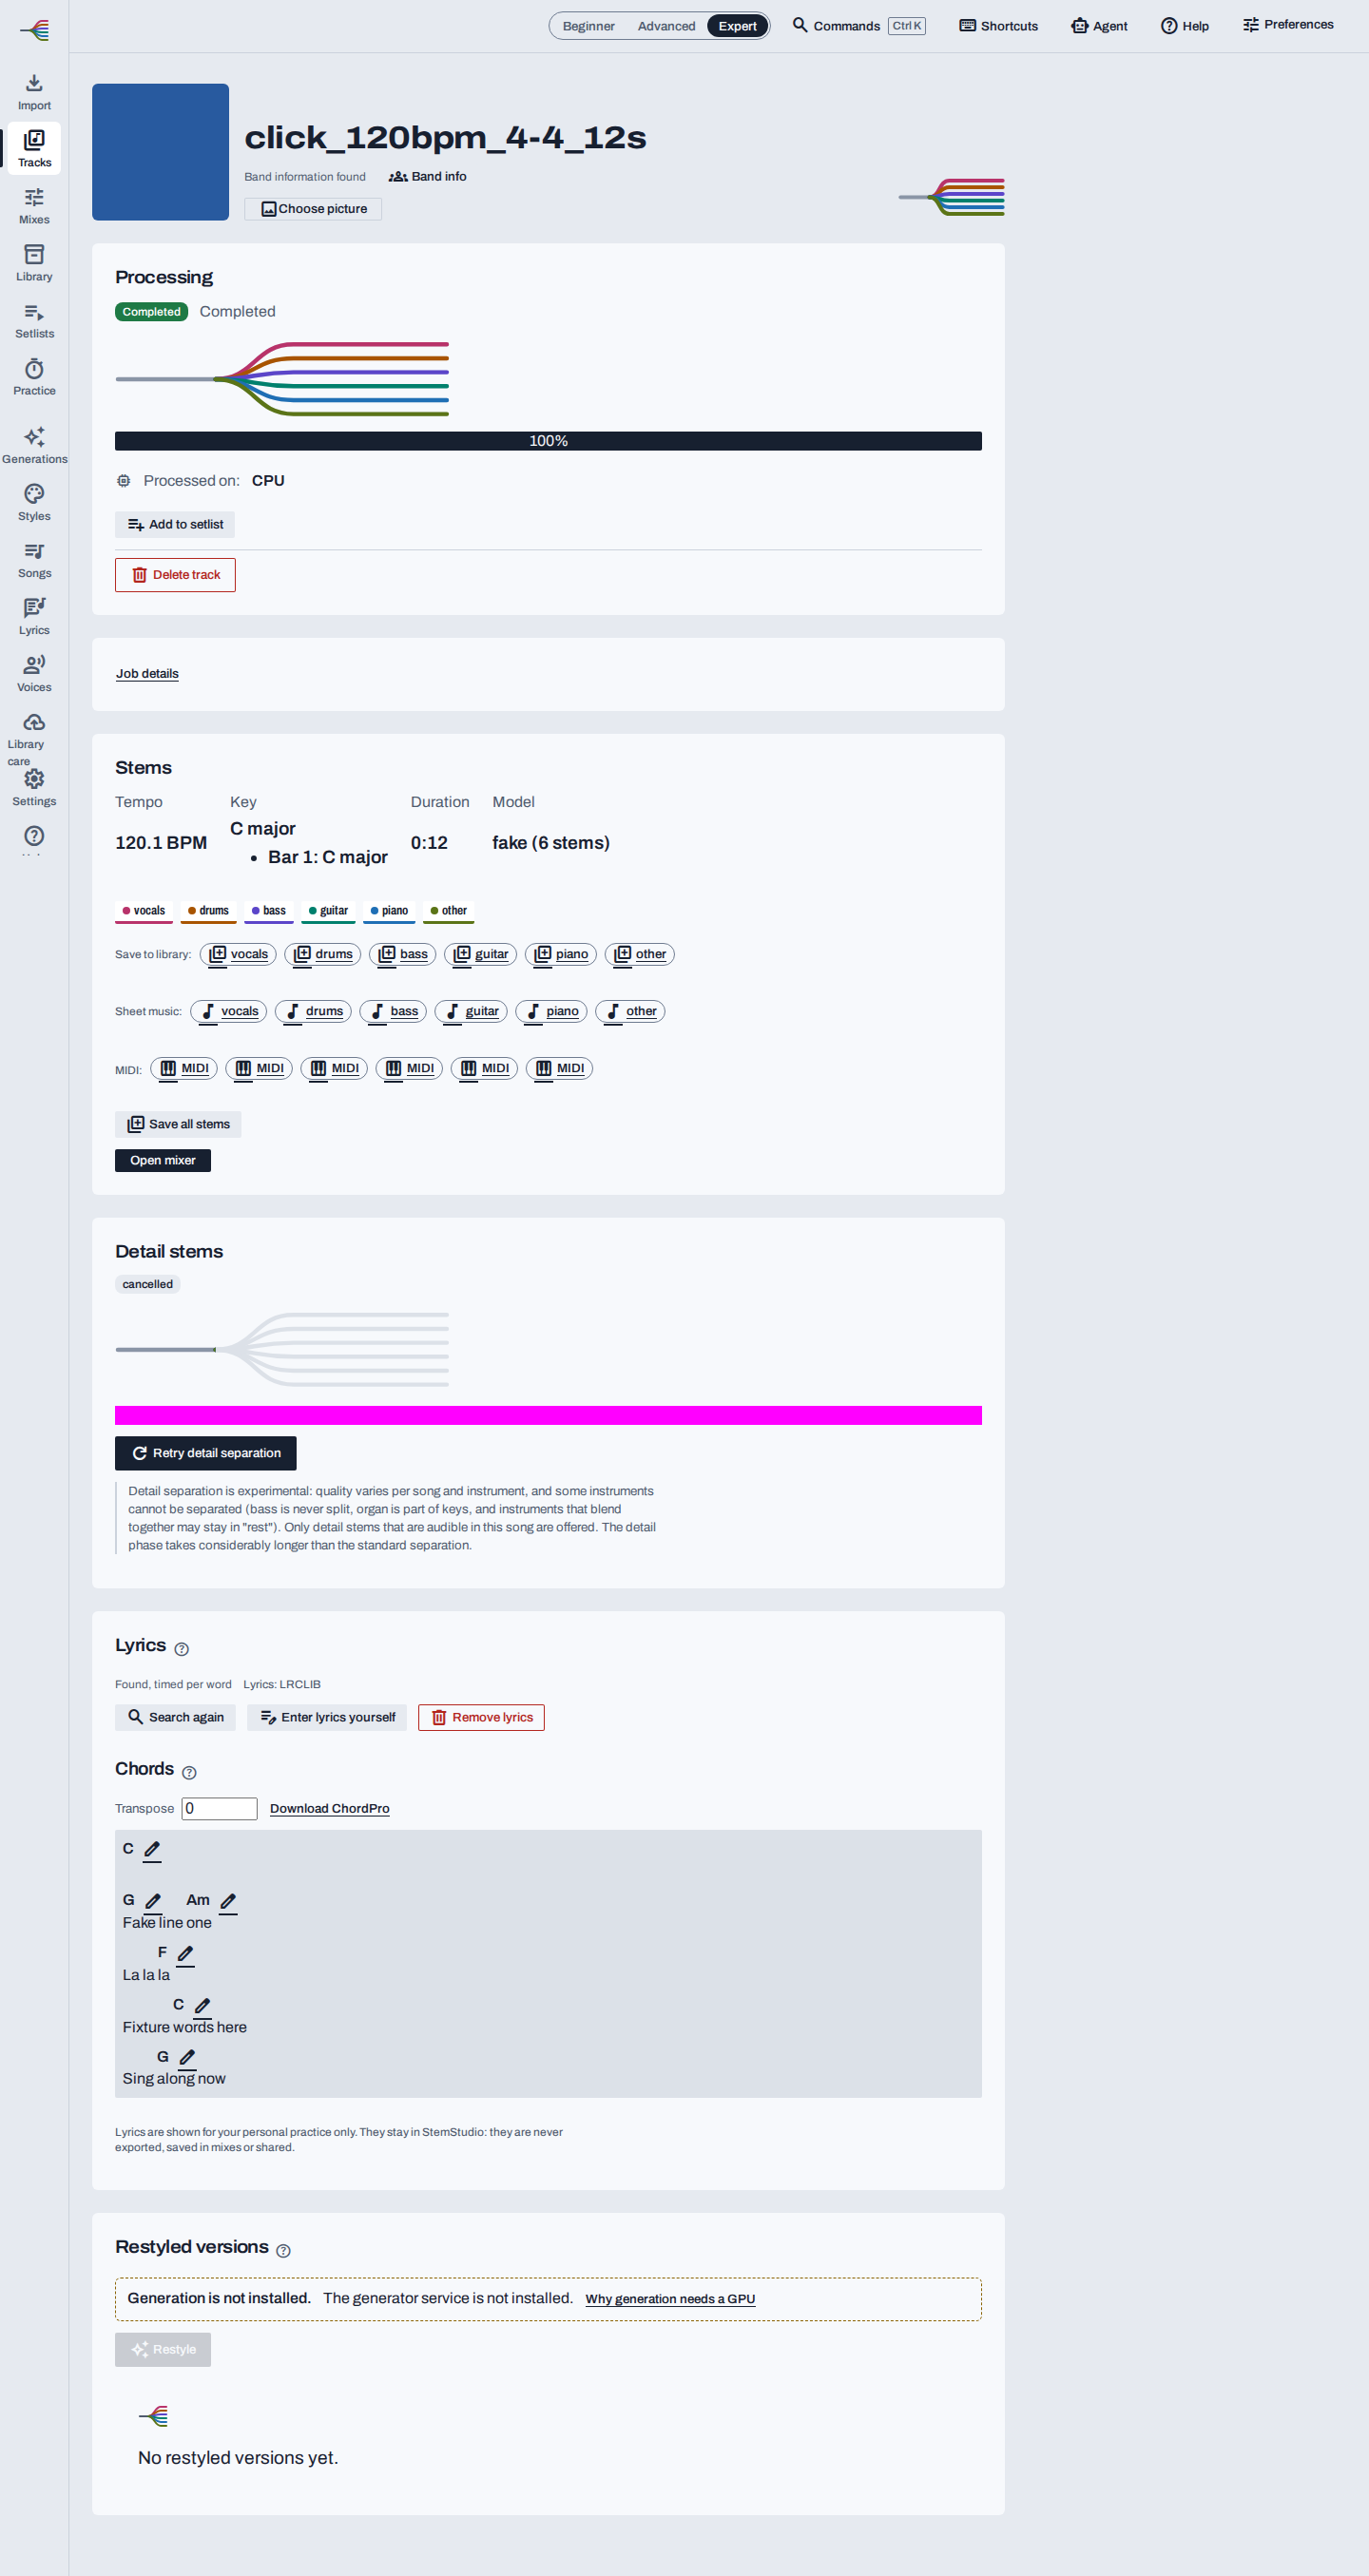 Beginner Advanced Expert Commands Ctrl K Shortcuts Agent Help Preferences
Import
Tracks
Mixes
Library
Setlists
Practice
Generations
Styles
Songs
Lyrics
Voices
Library care
Settings
click_120bpm_4-4_12s
Band information found Band info
Choose picture
Processing
Completed Completed
100%
Processed on: CPU
Add to setlist
Delete track
Job details
Stems
Tempo Key Duration Model
120.1 BPM C major 0:12 fake (6 stems)
Bar 1: C major
vocals drums bass guitar piano other
Save to library: vocals drums bass guitar piano other
Sheet music: vocals drums bass guitar piano other
MIDI: MIDI MIDI MIDI MIDI MIDI MIDI
Save all stems
Open mixer
Detail stems
cancelled
Retry detail separation
Detail separation is experimental: quality varies per song and instrument, and some instruments
cannot be separated (bass is never split, organ is part of keys, and instruments that blend
together may stay in "rest"). Only detail stems that are audible in this song are offered. The detail
phase takes considerably longer than the standard separation.
Lyrics
Found, timed per word Lyrics: LRCLIB
Search again Enter lyrics yourself Remove lyrics
Chords
Transpose 0 Download ChordPro
C
G Am
Fake line one
F
La la la
C
Fixture words here
G
Sing along now
Lyrics are shown for your personal practice only. They stay in StemStudio: they are never
exported, saved in mixes or shared.
Restyled versions
Generation is not installed. The generator service is not installed. Why generation needs a GPU
Restyle
No restyled versions yet.